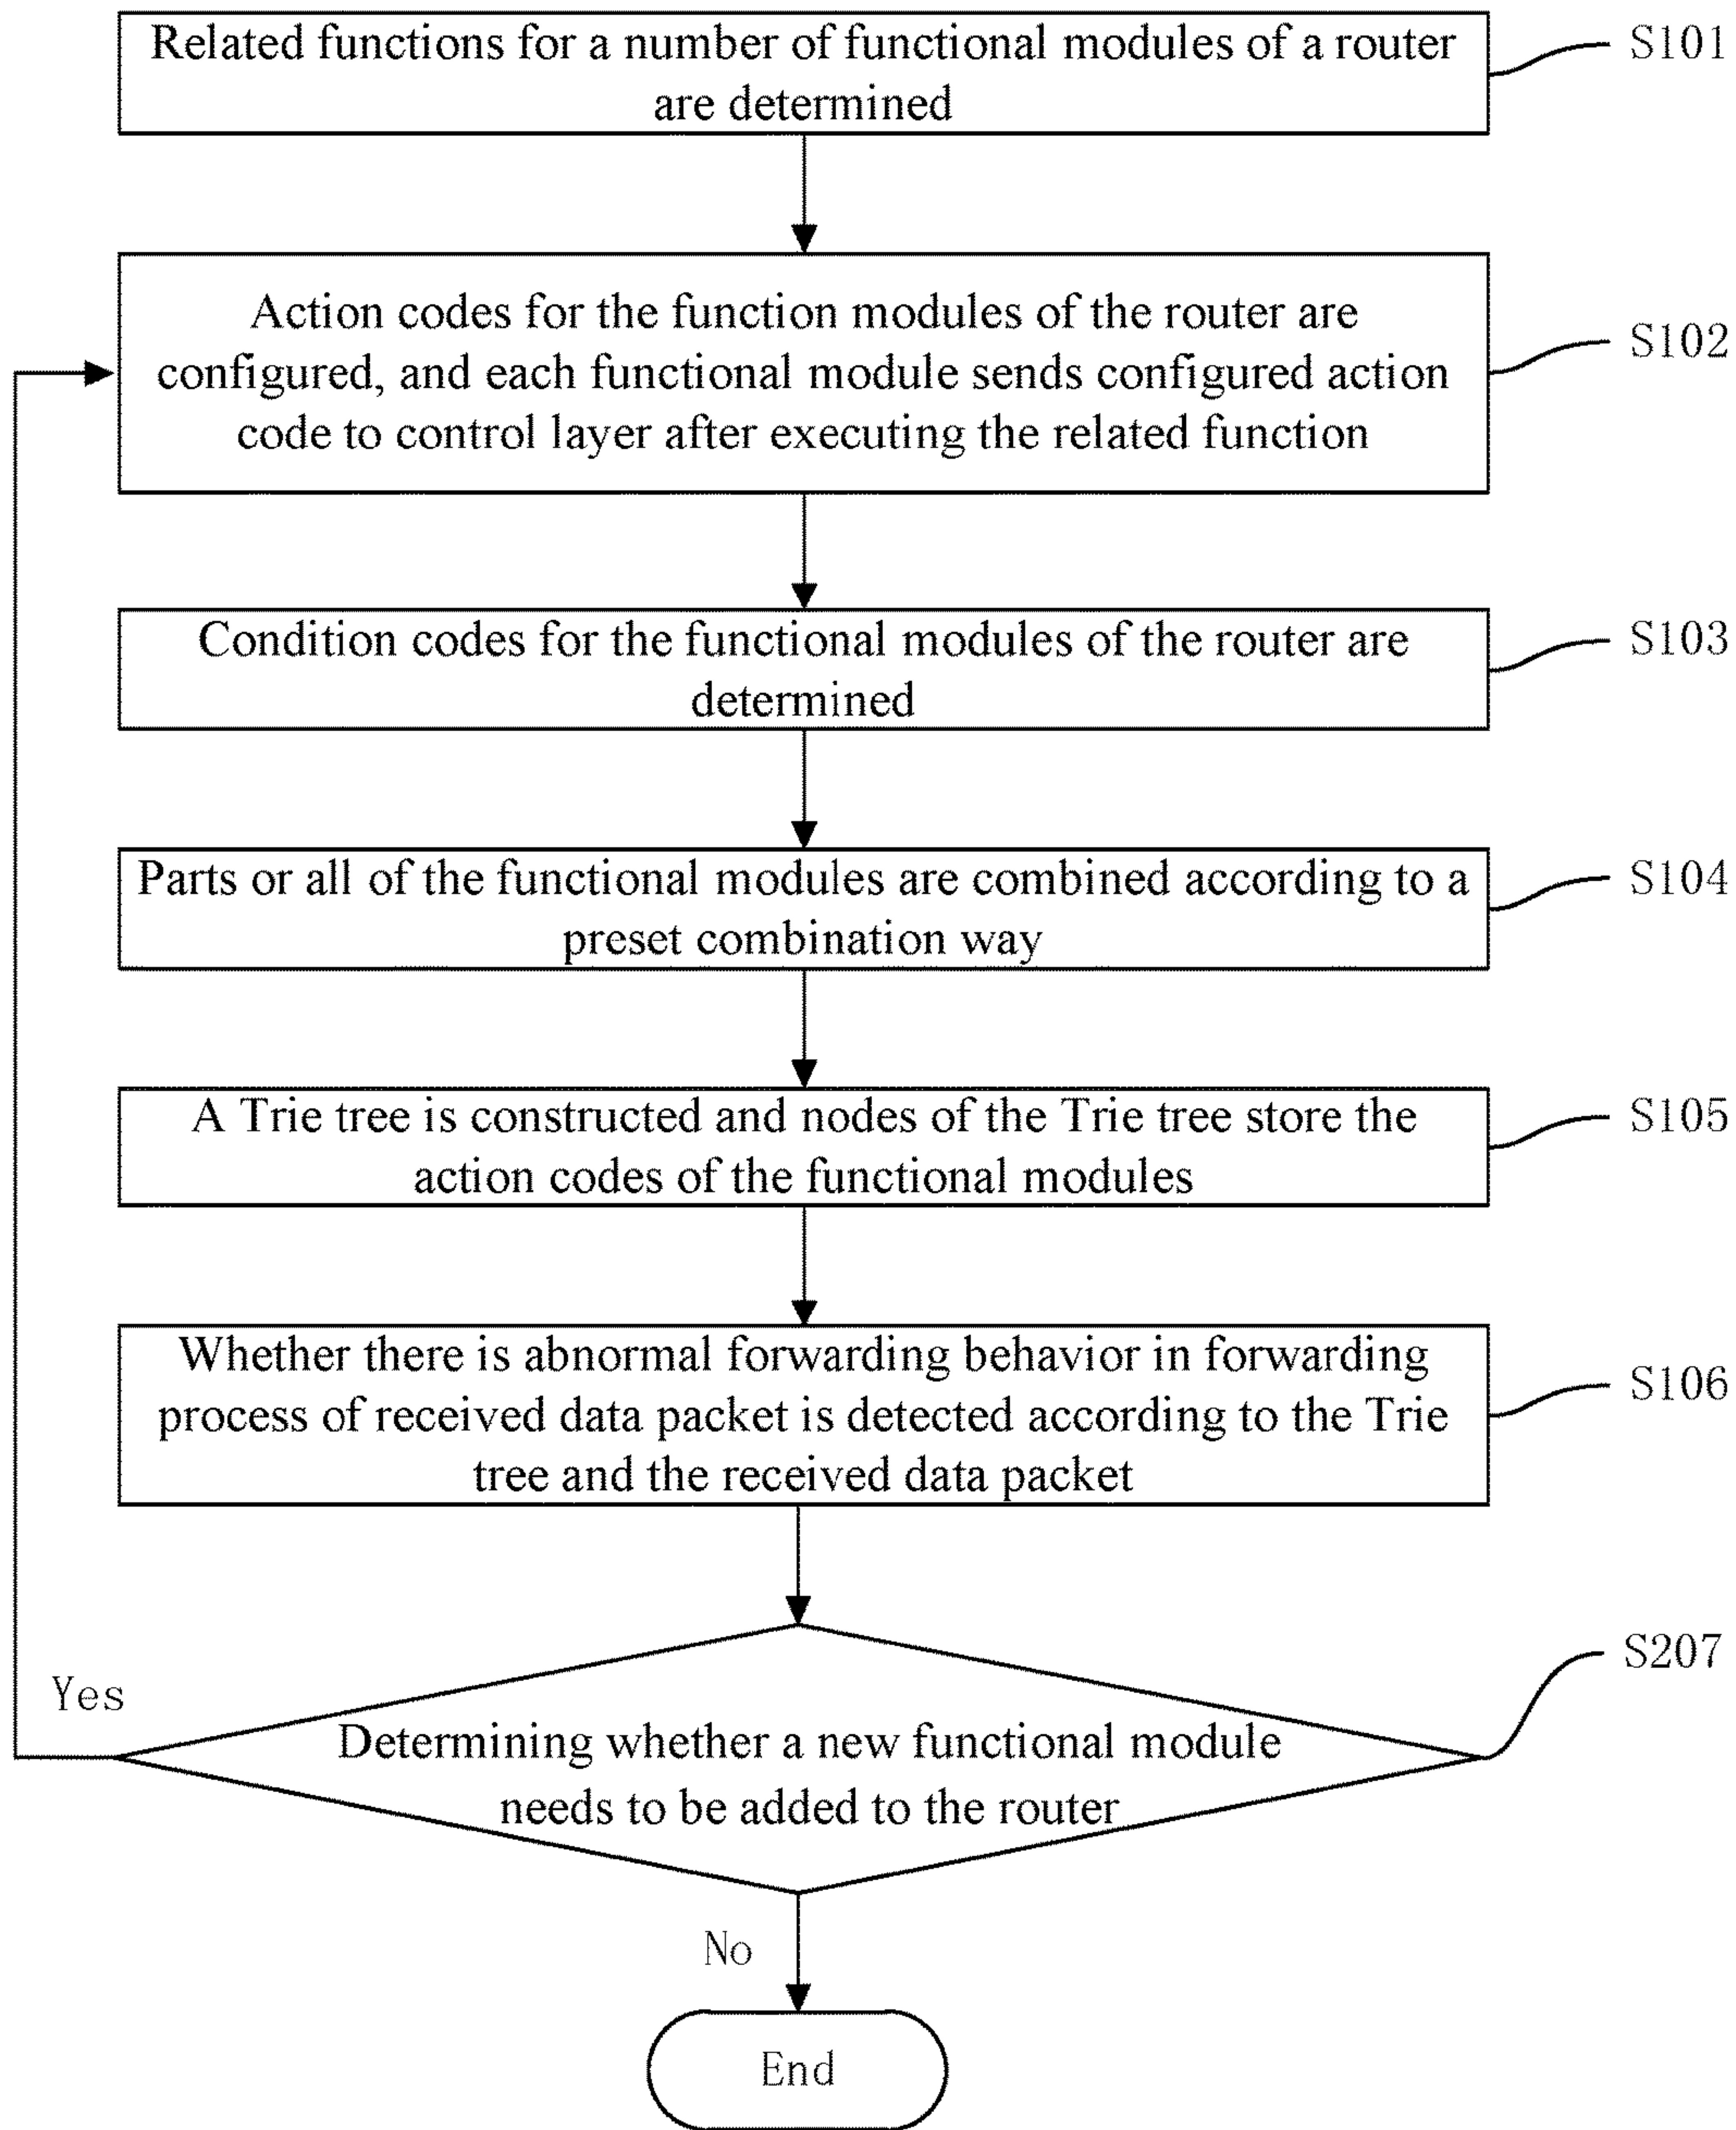 Related functions for a number of functional modules of a router
are determined
S101
Action codes for the function modules of the router are
configured, and each functional module sends configured action
code to control layer after executing the related function
S102
Condition codes for the functional modules of the router are
determined
S103
Parts or all of the functional modules are combined according to a
preset combination way
S104
A Trie tree is constructed and nodes of the Trie tree store the
action codes of the functional modules
S105
Whether there is abnormal forwarding behavior in forwarding
process of received data packet is detected according to the Trie
tree and the received data packet
S106
Determining whether a new functional module
needs to be added to the router
S207
Yes
No
End